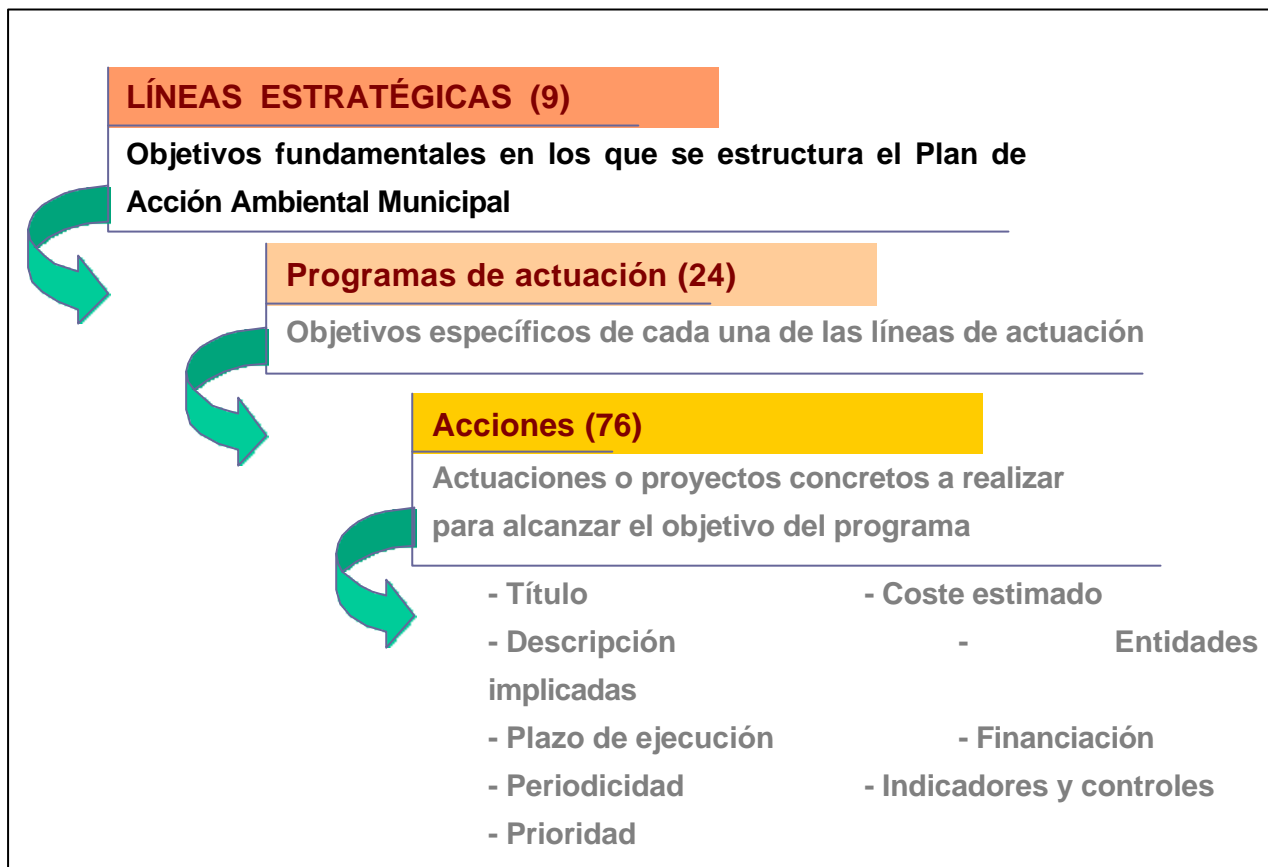 LÍNEAS ESTRATÉGICAS (9)
Objetivos fundamentales en los que se estructura el Plan de
Acción Ambiental Municipal
Programas de actuación (24)
Objetivos específicos de cada una de las líneas de actuación
Acciones (76)
Actuaciones o proyectos concretos a realizar
para alcanzar el objetivo del programa
- Título - Coste estimado
- Descripción - Entidades
implicadas
- Plazo de ejecución - Financiación
- Periodicidad - Indicadores y controles
- Prioridad